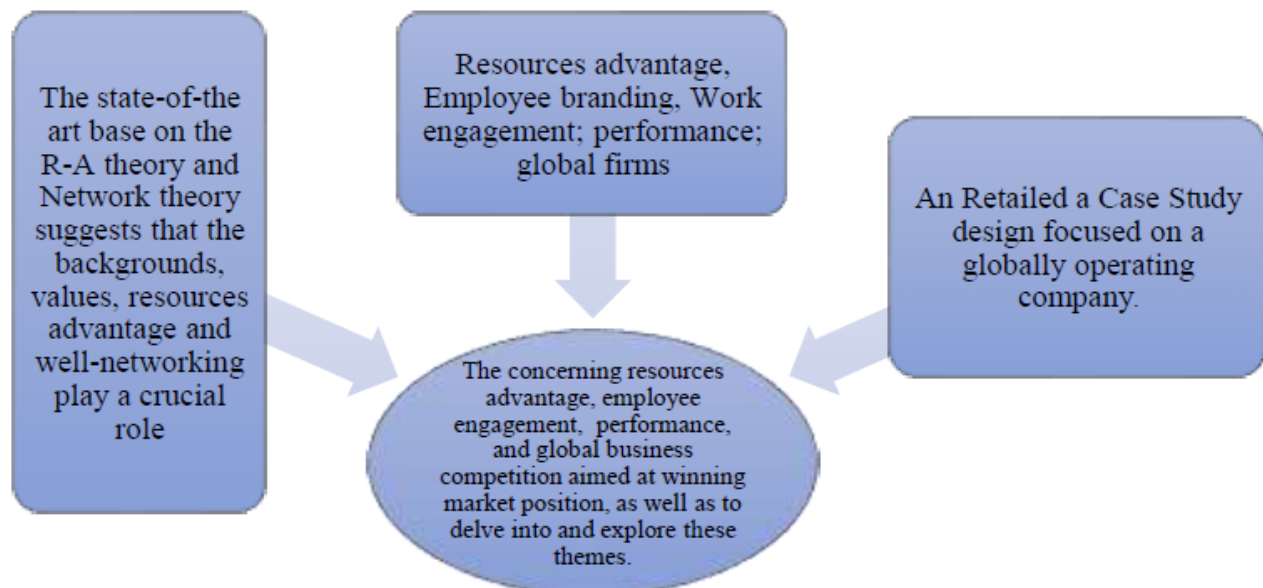 The state-of-the
art base on the
R-A theory and
Network theory
suggests that the
backgrounds,
values, resources
advantage and
well-networking
play a crucial
role
Resources advantage,
Employee branding, Work
engagement; performance;
global firms
An Retailed a Case Study
design focused on a
globally operating
company.
The concerning resources
advantage, employee
engagement, performance,
and global business
competition aimed at winning
market position, as well as to
delve into and explore these
themes.